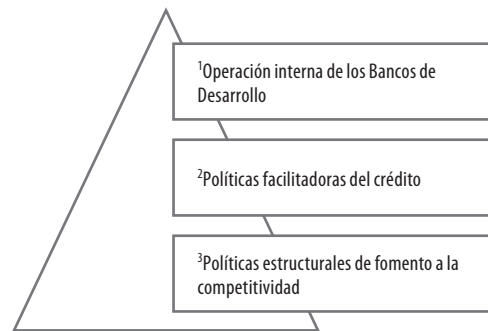 ¹Operación interna de los Bancos de
Desarrollo
²Políticas facilitadoras del crédito
³Políticas estructurales de fomento a la
competitividad